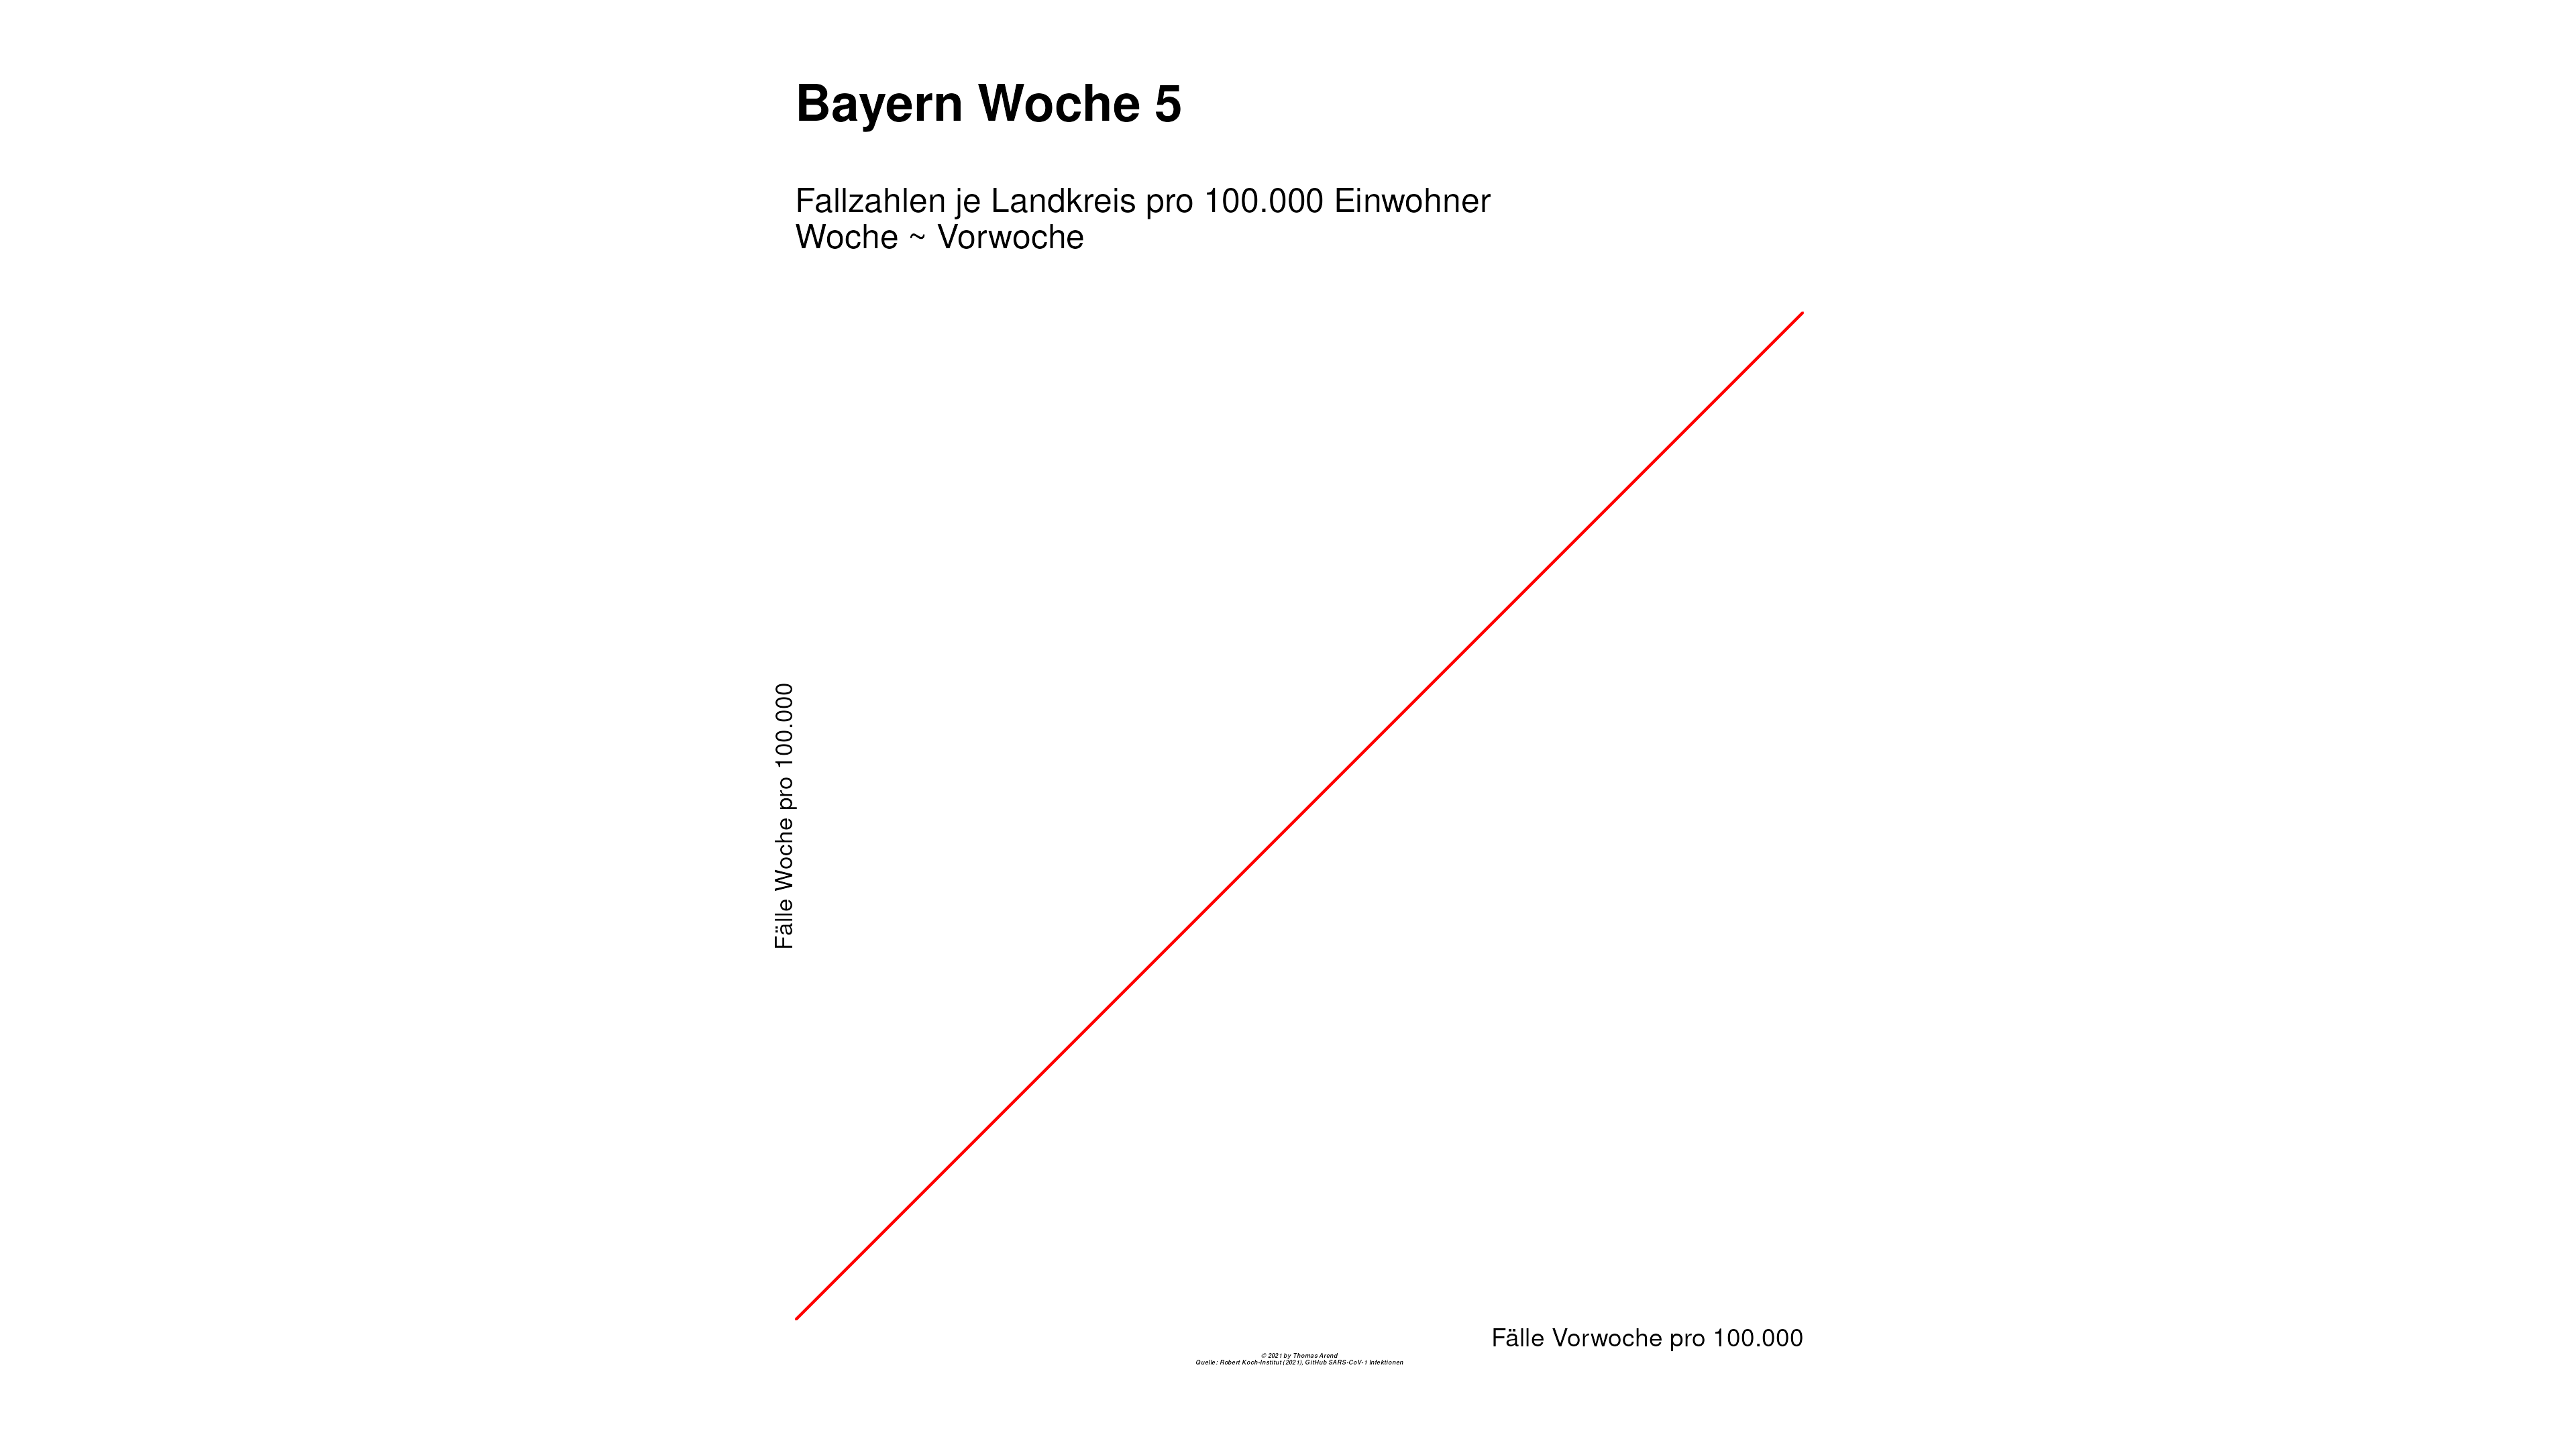 Bayern Woche 5
Fallzahlen je Landkreis pro 100.000 Einwohner
Woche ~ Vorwoche
Fälle Woche pro 100.000
Fälle Vorwoche pro 100.000
© 2021 by Thomas Arend
Quelle: Robert Koch-Institut (2021), GitHub SARS-CoV-1 Infektionen